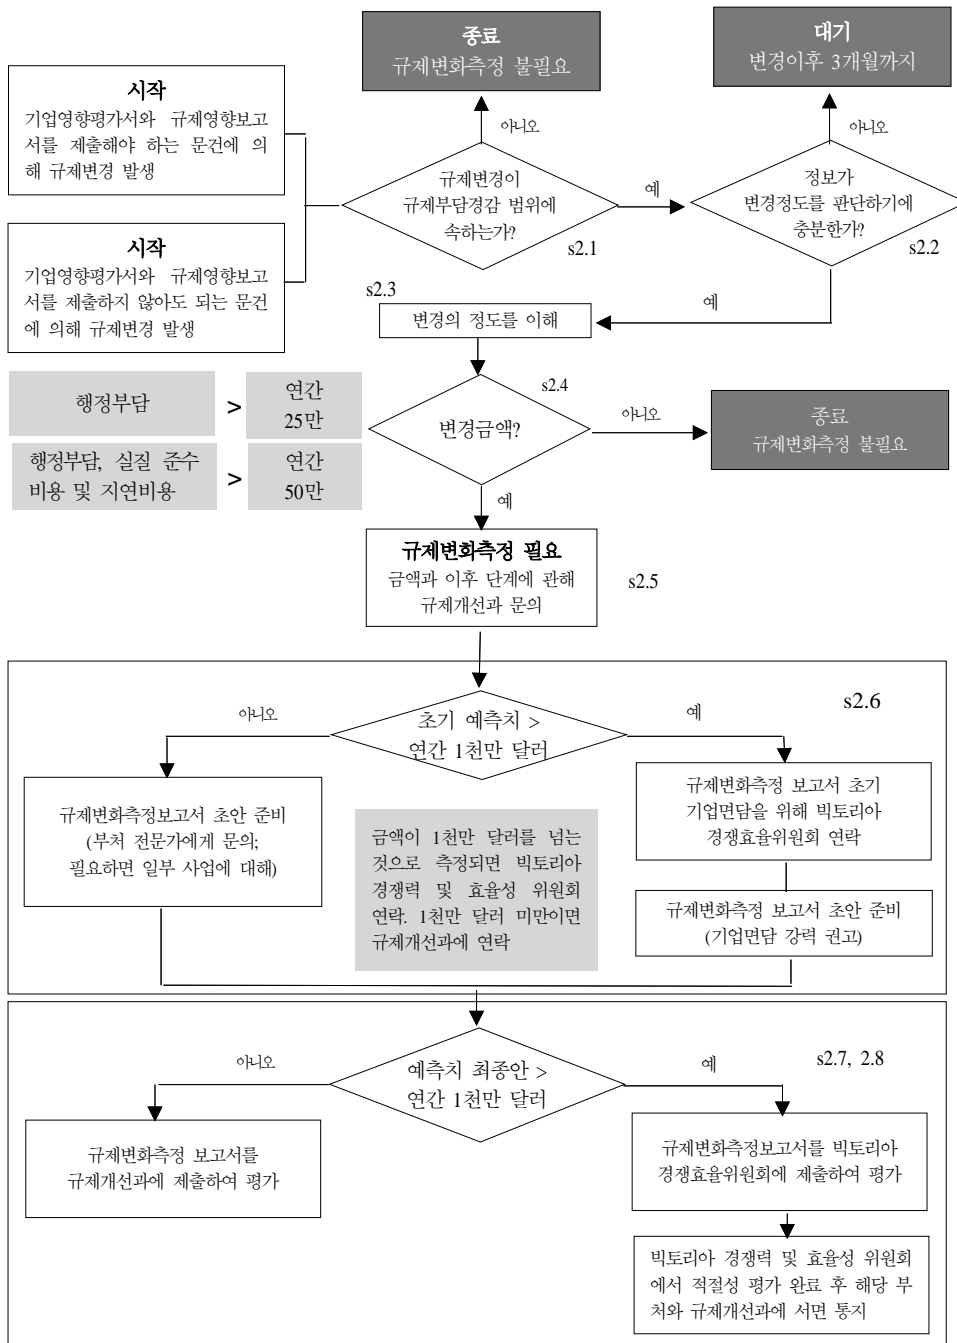 종료
규제변화측정 불필요
대기
변경이후 3개월까지
시작
기업영향평가서와 규제영향보고
서를 제출해야 하는 문건에 의
해 규제변경 발생
아니오
아니오
규제변경이
규제부담경감 범위에
속하는가?
예
정보가
변경정도를 판단하기에
충분한가?
s2.1
s2.2
시작
기업영향평가서와 규제영향보고
서를 제출하지 않아도 되는 문건
에 의해 규제변경 발생
s2.3
변경의 정도를 이해
예
행정부담
>
연간
25만
s2.4
변경금액?
아니오
종료
규제변화측정 불필요
행정부담, 실질 준수
비용 및 지연비용
>
연간
50만
예
규제변화측정 필요
금액과 이후 단계에 관해
규제개선과 문의
s2.5
s2.6
아니오
초기 예측치 >
연간 1천만 달러
예
규제변화측정보고서 초안 준비
(부처 전문가에게 문의;
필요하면 일부 사업에 대해)
금액이 1천만 달러를 넘는
것으로 측정되면 빅토리아
경쟁력 및 효율성 위원회
연락. 1천만 달러 미만이면
규제개선과에 연락
규제변화측정 보고서 초기
기업면담을 위해 빅토리아
경쟁효율위원회 연락
규제변화측정 보고서 초안 준비
(기업면담 강력 권고)
아니오
예측치 최종안 >
연간 1천만 달러
예
s2.7, 2.8
규제변화측정 보고서를
규제개선과에 제출하여 평가
규제변화측정보고서를 빅토리아
경쟁효율위원회에 제출하여 평가
빅토리아 경쟁력 및 효율성 위원회
에서 적절성 평가 완료 후 해당 부
처와 규제개선과에 서면 통지